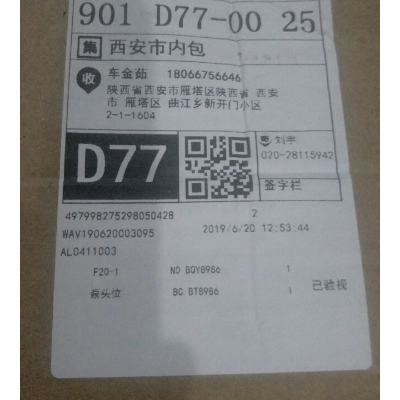 901 D77-00 25
集 西安市内包
收 车金茹 18066756646
陕西省西安市雁塔区陕西省 西安
市 雁塔区 曲江乡新开门小区
2-1-1604
D77
寄 刘宇
020-28115942
签字栏
497998275298050428 2
WAV190620003095 2019/6/20 12:53:44
AL0411003
F20-1 NO BQY8986 1
泵头位 BC BT8986 1 已验视